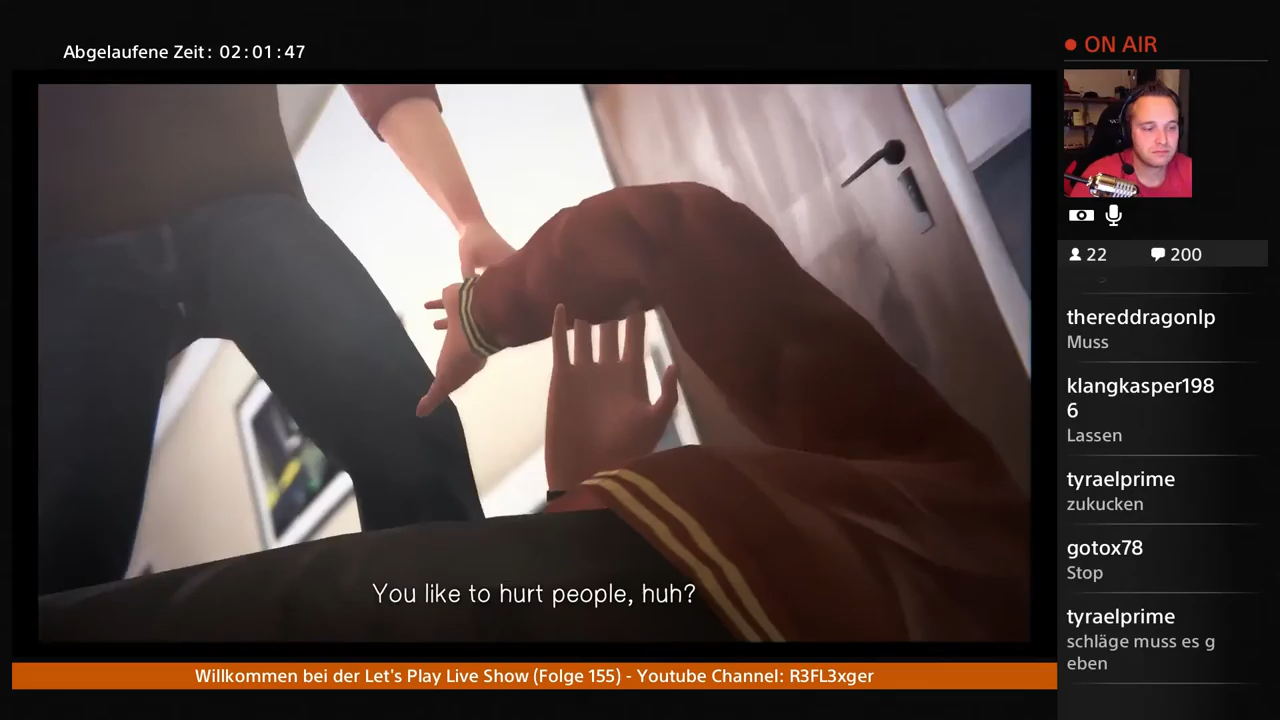 Abgelaufene Zeit: 02:01:47
ON AIR
22
200
thereddragonlp
Muss
klangkasper198
6
Lassen
tyraelprime
zukucken
gotox78
Stop
tyraelprime
schläge muss es g
eben
You like to hurt people, huh?
Willkommen bei der Let's Play Live Show (Folge 155) - Youtube Channel: R3FL3xger